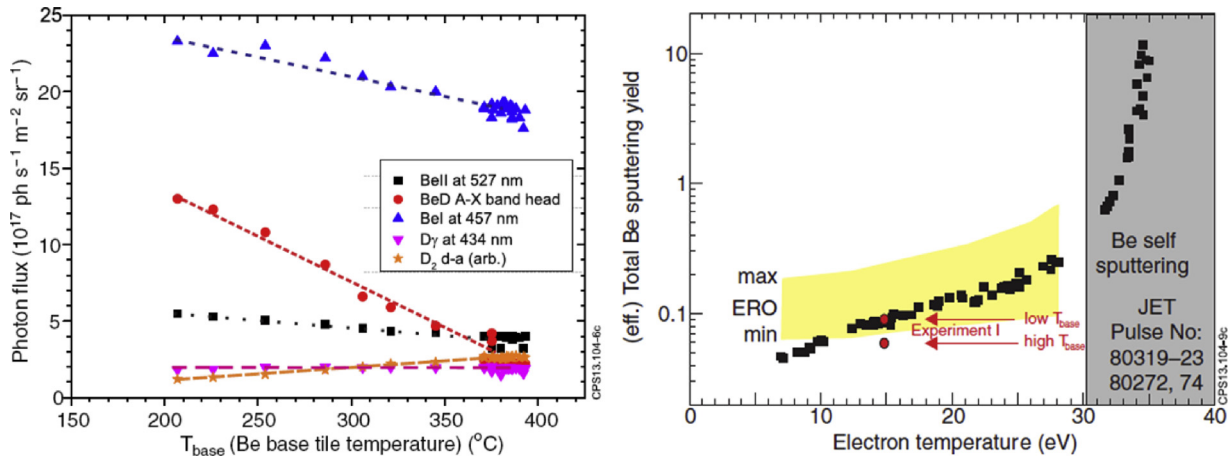 Photon flux (10¹⁷ ph s⁻¹ m⁻² sr⁻¹)
25
20
15
10
5
0
BeII at 527 nm
BeD A-X band head
BeI at 457 nm
Dγ at 434 nm
D₂ d-a (arb.)
CPS13.104-6c
150 200 250 300 350 400
T_base (Be base tile temperature) (°C)
(eff.) Total Be sputtering yield
10
1
0.1
max
ERO
min
Experiment I
low T_base
high T_base
Be self
sputtering
JET
Pulse No:
80319–23
80272, 74
CPS13.104-9c
0 10 20 30 40
Electron temperature (eV)